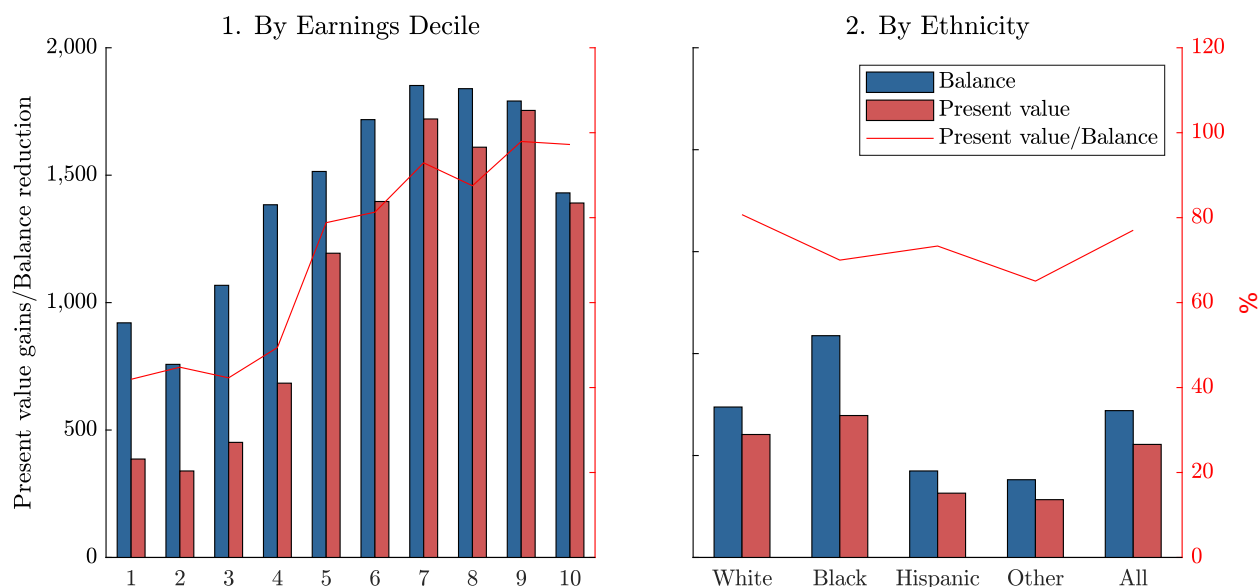 1. By Earnings Decile
2,000
1,500
1,000
500
0
Present value gains/Balance reduction
1 2 3 4 5 6 7 8 9 10
2. By Ethnicity
Balance
Present value
Present value/Balance
120
100
80
60
40
20
0
%
White Black Hispanic Other All